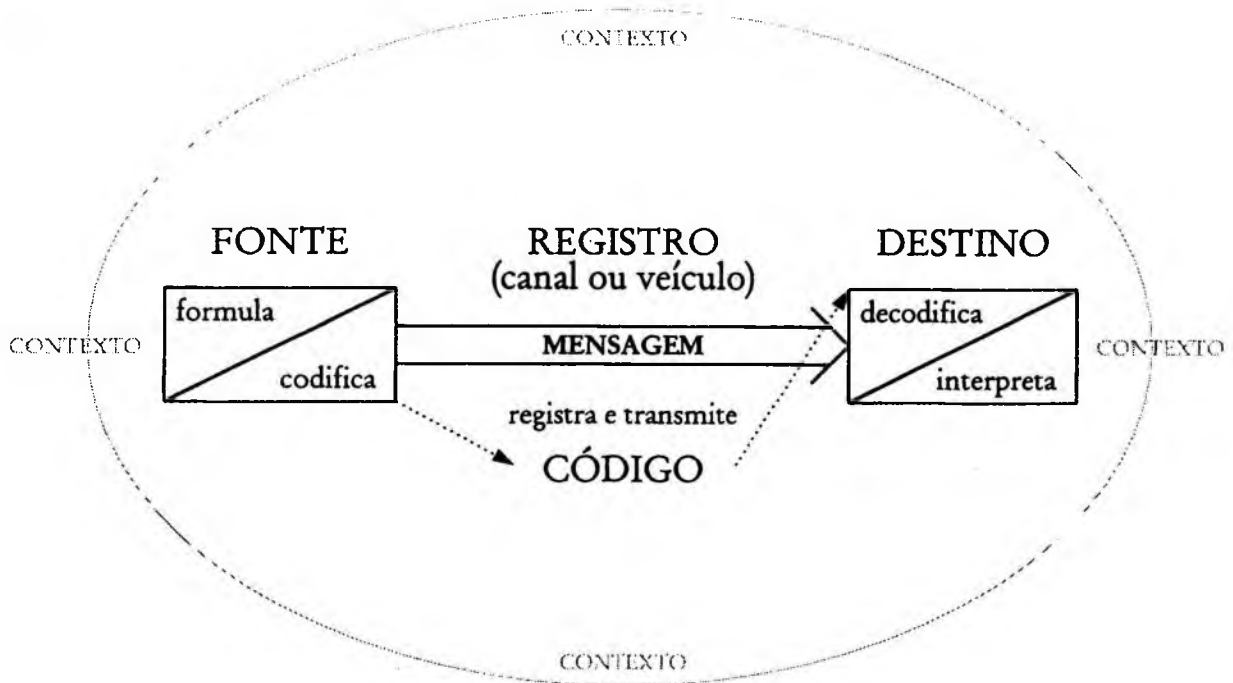 CONTEXTO
FONTE
REGISTRO
(canal ou veículo)
DESTINO
formula
codifica
MENSAGEM
decodifica
interpreta
CONTEXTO
CONTEXTO
registra e transmite
CÓDIGO
CONTEXTO